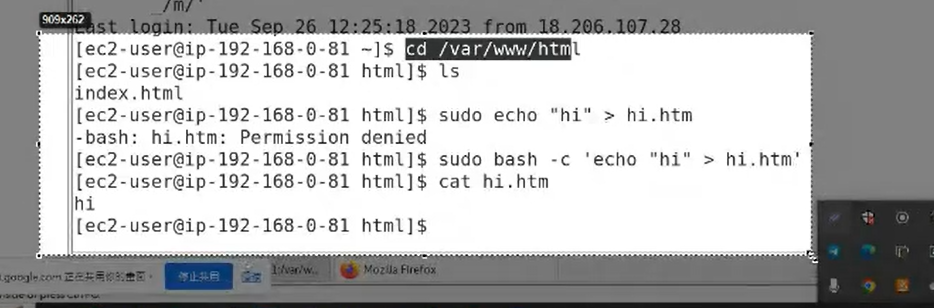 _/m/'
909x262
Last login: Tue Sep 26 12:25:18 2023 from 18.206.107.28
[ec2-user@ip-192-168-0-81 ~]$ cd /var/www/html
[ec2-user@ip-192-168-0-81 html]$ ls
index.html
[ec2-user@ip-192-168-0-81 html]$ sudo echo "hi" > hi.htm
-bash: hi.htm: Permission denied
[ec2-user@ip-192-168-0-81 html]$ sudo bash -c 'echo "hi" > hi.htm'
[ec2-user@ip-192-168-0-81 html]$ cat hi.htm
hi
[ec2-user@ip-192-168-0-81 html]$
.google.com 正在共用你的畫面。 停止共用 隱藏 1:/var/w... Mozilla Firefox